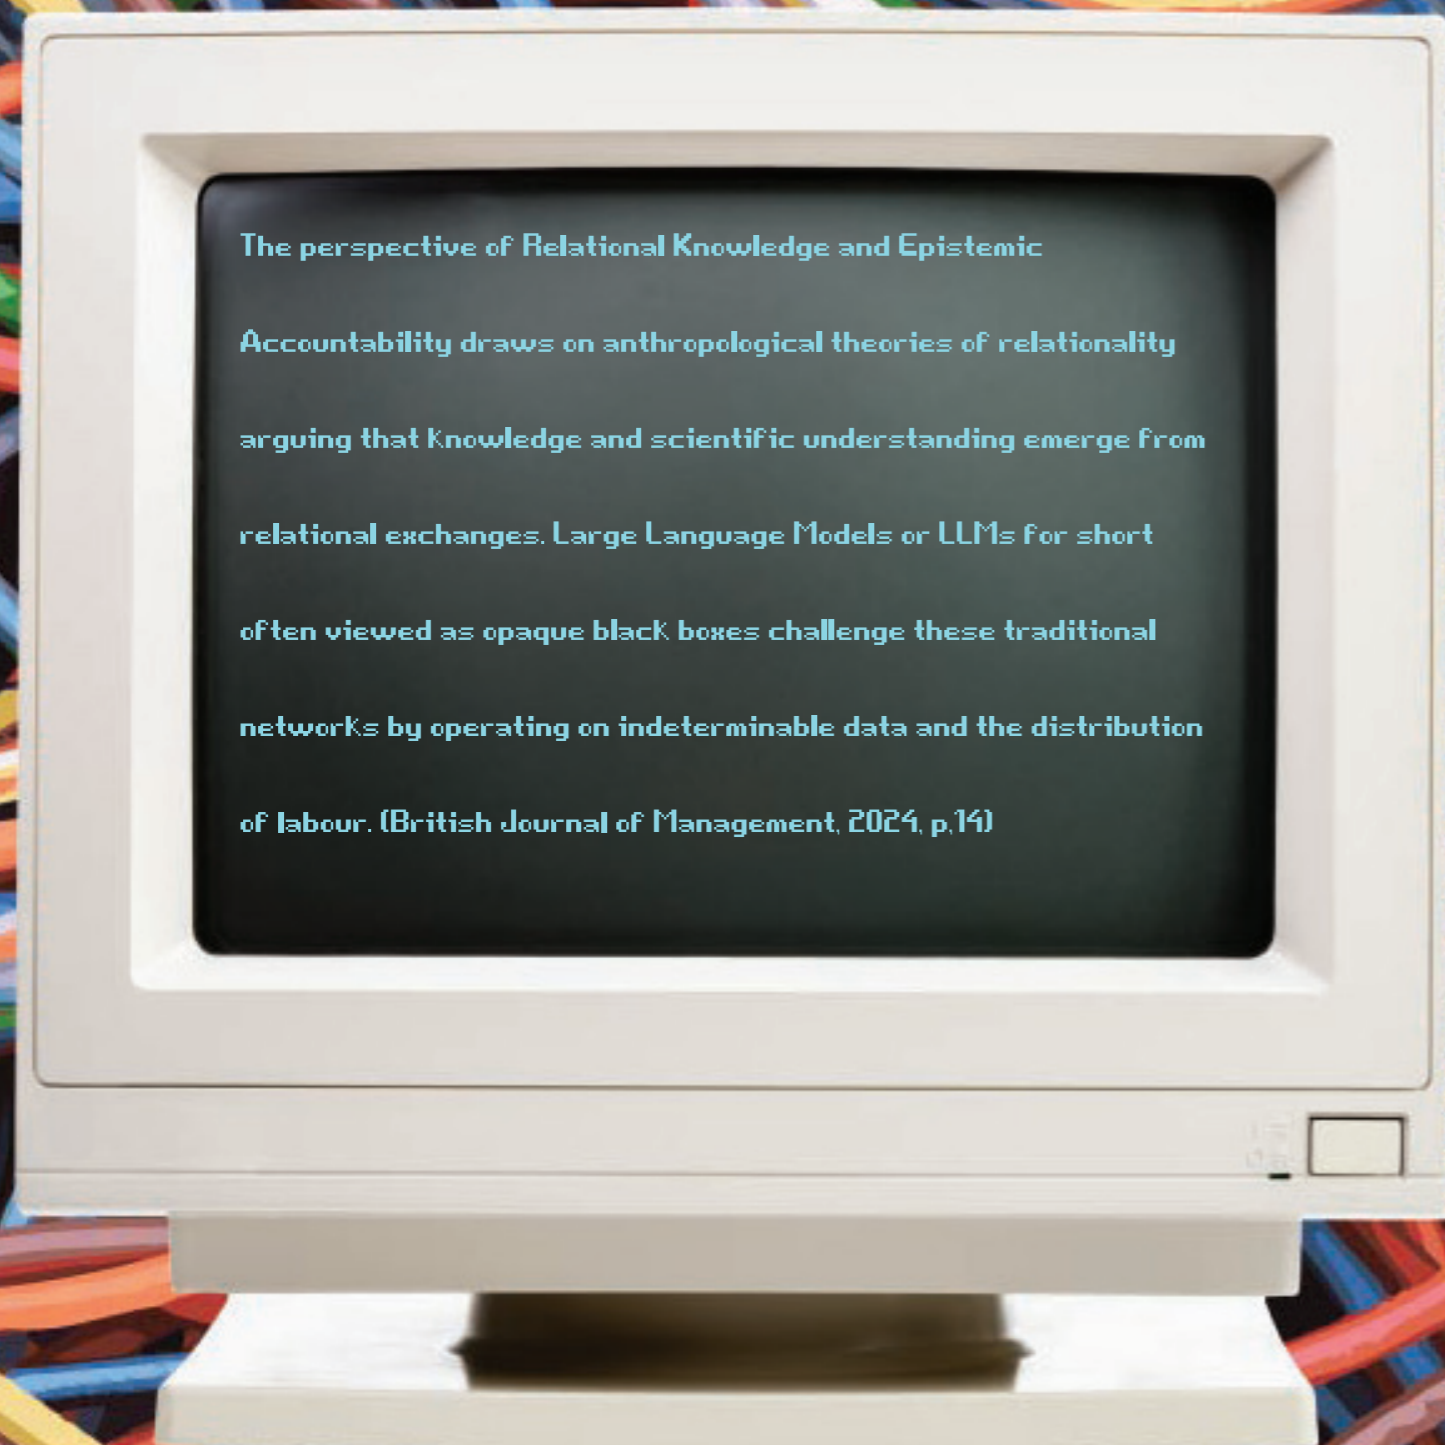 The perspective of Relational Knowledge and Epistemic
Accountability draws on anthropological theories of relationality
arguing that knowledge and scientific understanding emerge from
relational exchanges. Large Language Models or LLMs for short
often viewed as opaque black boxes challenge these traditional
networks by operating on indeterminable data and the distribution
of labour. (British Journal of Management, 2024, p,14)